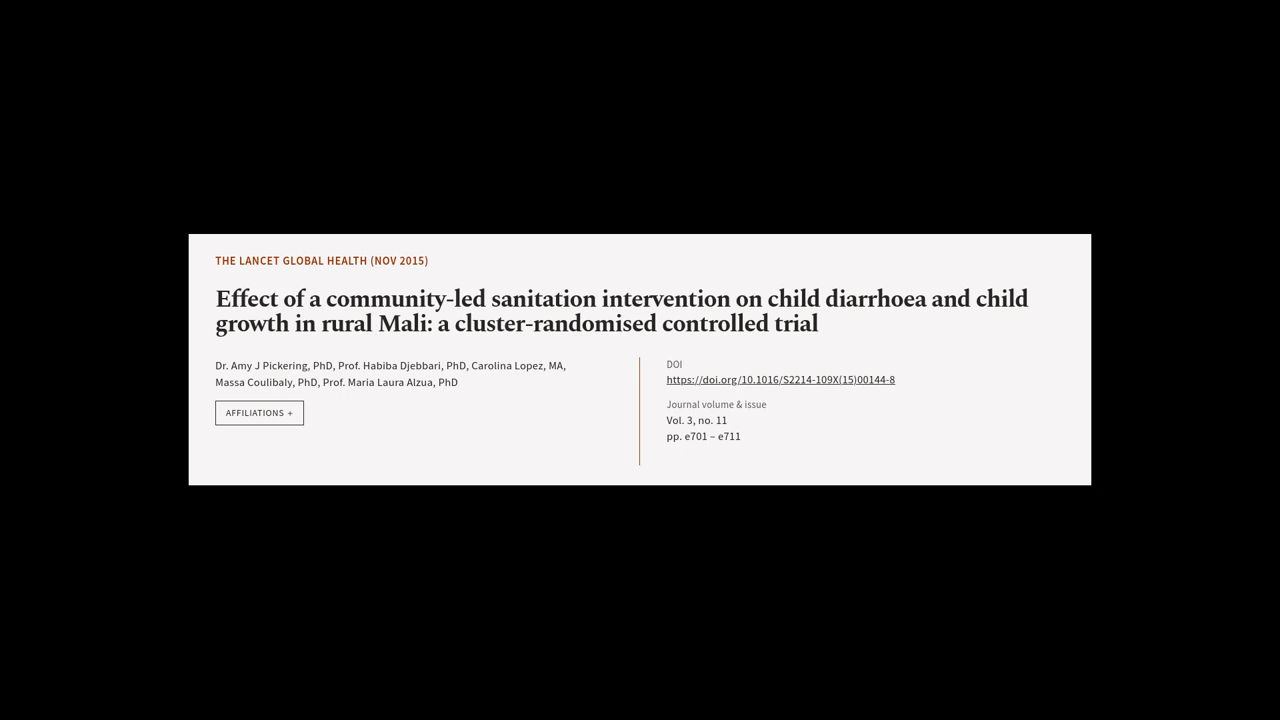 THE LANCET GLOBAL HEALTH (NOV 2015)
Effect of a community-led sanitation intervention on child diarrhoea and child
growth in rural Mali: a cluster-randomised controlled trial
Dr. Amy J Pickering, PhD, Prof. Habiba Djebbari, PhD, Carolina Lopez, MA,
Massa Coulibaly, PhD, Prof. Maria Laura Alzua, PhD
AFFILIATIONS +
DOI
https://doi.org/10.1016/S2214-109X(15)00144-8
Journal volume & issue
Vol. 3, no. 11
pp. e701 – e711